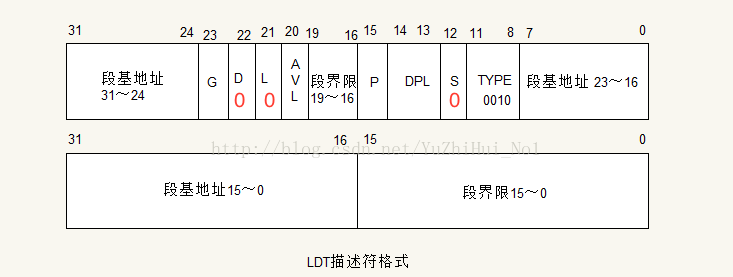 31 24 23 22 21 20 19 16 15 14 13 12 11 8 7 0
段基地址
31～24
G
D
0
L
0
A
V
L
段界限
19～16
P
DPL
S
0
TYPE
0010
段基地址 23～16
http://blog.csdn.net/YuZhiHui_No1
31 16 15 0
段基地址15～0
段界限15～0
LDT描述符格式